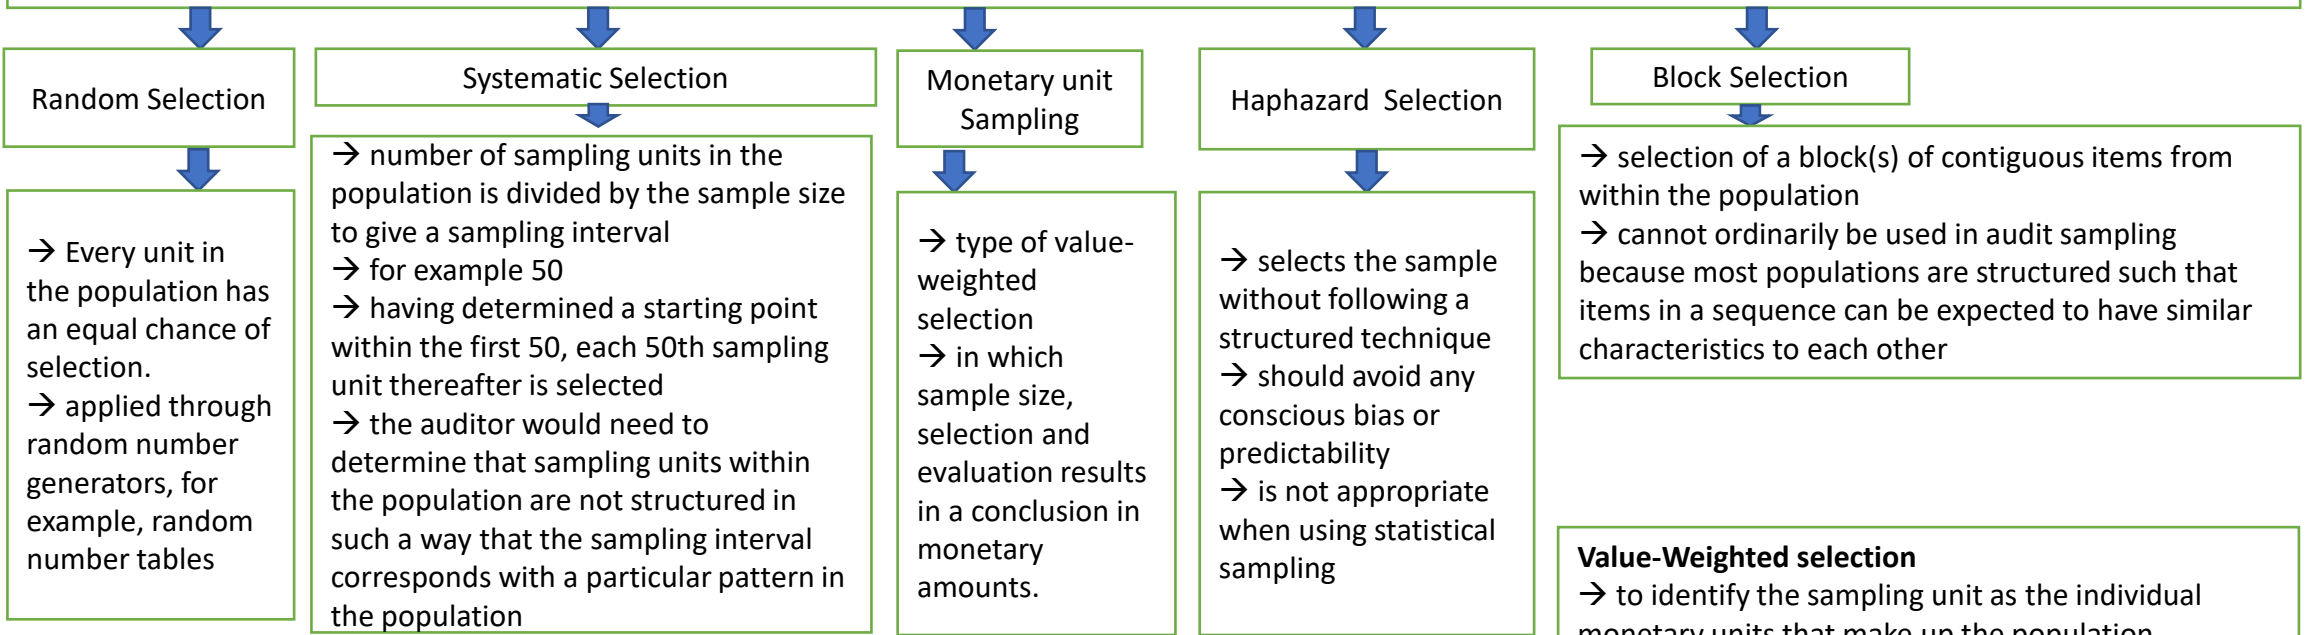 Random Selection
→ Every unit in
the population has
an equal chance of
selection.
→ applied through
random number
generators, for
example, random
number tables
Systematic Selection
→ number of sampling units in the
population is divided by the sample size
to give a sampling interval
→ for example 50
→ having determined a starting point
within the first 50, each 50th sampling
unit thereafter is selected
→ the auditor would need to
determine that sampling units within
the population are not structured in
such a way that the sampling interval
corresponds with a particular pattern in
the population
Monetary unit
Sampling
→ type of value-
weighted
selection
→ in which
sample size,
selection and
evaluation results
in a conclusion in
monetary
amounts.
Haphazard Selection
→ selects the sample
without following a
structured technique
→ should avoid any
conscious bias or
predictability
→ is not appropriate
when using statistical
sampling
Block Selection
→ selection of a block(s) of contiguous items from
within the population
→ cannot ordinarily be used in audit sampling
because most populations are structured such that
items in a sequence can be expected to have similar
characteristics to each other
Value-Weighted selection
→ to identify the sampling unit as the individual
monetary units that make up the population